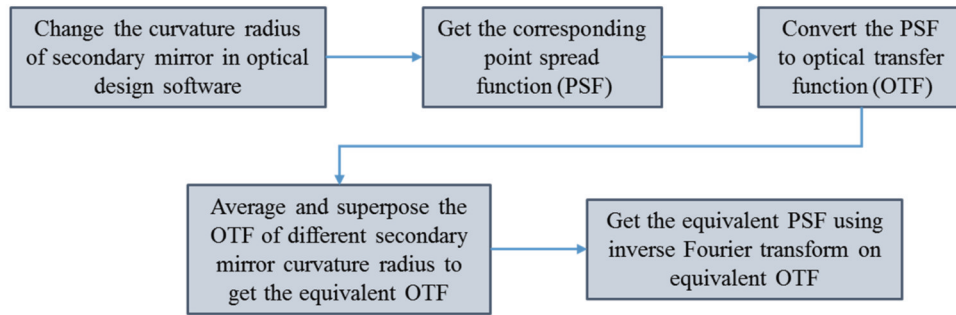 Change the curvature radius
of secondary mirror in optical
design software
Get the corresponding
point spread
function (PSF)
Convert the PSF
to optical transfer
function (OTF)
Average and superpose the
OTF of different secondary
mirror curvature radius to
get the equivalent OTF
Get the equivalent PSF using
inverse Fourier transform on
equivalent OTF